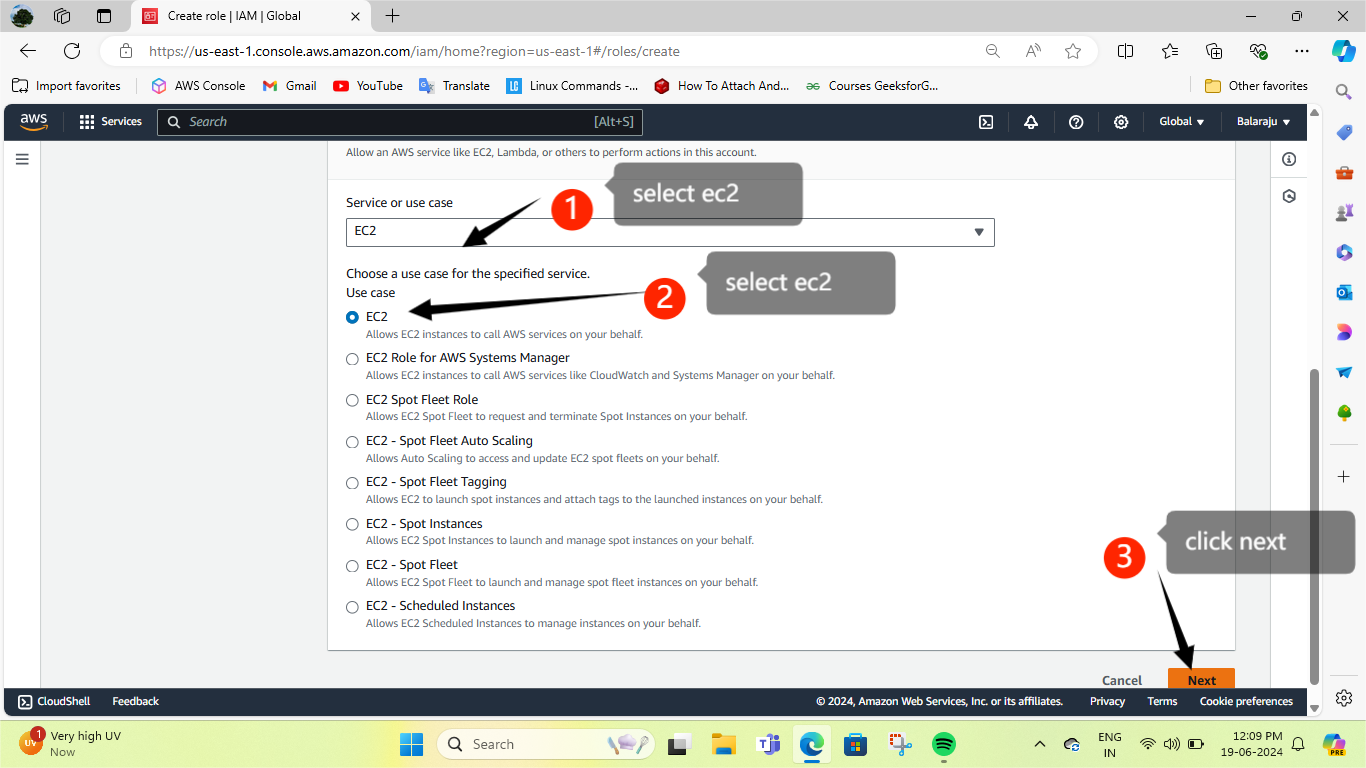 Create role | IAM | Global
https://us-east-1.console.aws.amazon.com/iam/home?region=us-east-1#/roles/create
Import favorites
AWS Console
Gmail
YouTube
Translate
Linux Commands -...
How To Attach And...
Courses GeeksforG...
Other favorites
aws
Services
Search
[Alt+S]
Global
Balaraju
Allow an AWS service like EC2, Lambda, or others to perform actions in this account.
1
select ec2
Service or use case
EC2
Choose a use case for the specified service.
Use case
2
select ec2
EC2
Allows EC2 instances to call AWS services on your behalf.
EC2 Role for AWS Systems Manager
Allows EC2 instances to call AWS services like CloudWatch and Systems Manager on your behalf.
EC2 Spot Fleet Role
Allows EC2 Spot Fleet to request and terminate Spot Instances on your behalf.
EC2 - Spot Fleet Auto Scaling
Allows Auto Scaling to access and update EC2 spot fleets on your behalf.
EC2 - Spot Fleet Tagging
Allows EC2 to launch spot instances and attach tags to the launched instances on your behalf.
EC2 - Spot Instances
Allows EC2 Spot Instances to launch and manage spot instances on your behalf.
EC2 - Spot Fleet
Allows EC2 Spot Fleet to launch and manage spot fleet instances on your behalf.
EC2 - Scheduled Instances
Allows EC2 Scheduled Instances to manage instances on your behalf.
3
click next
Cancel
Next
CloudShell
Feedback
© 2024, Amazon Web Services, Inc. or its affiliates.
Privacy
Terms
Cookie preferences
UV
1
Very high UV
Now
Search
ENG
IN
12:09 PM
19-06-2024
PRE